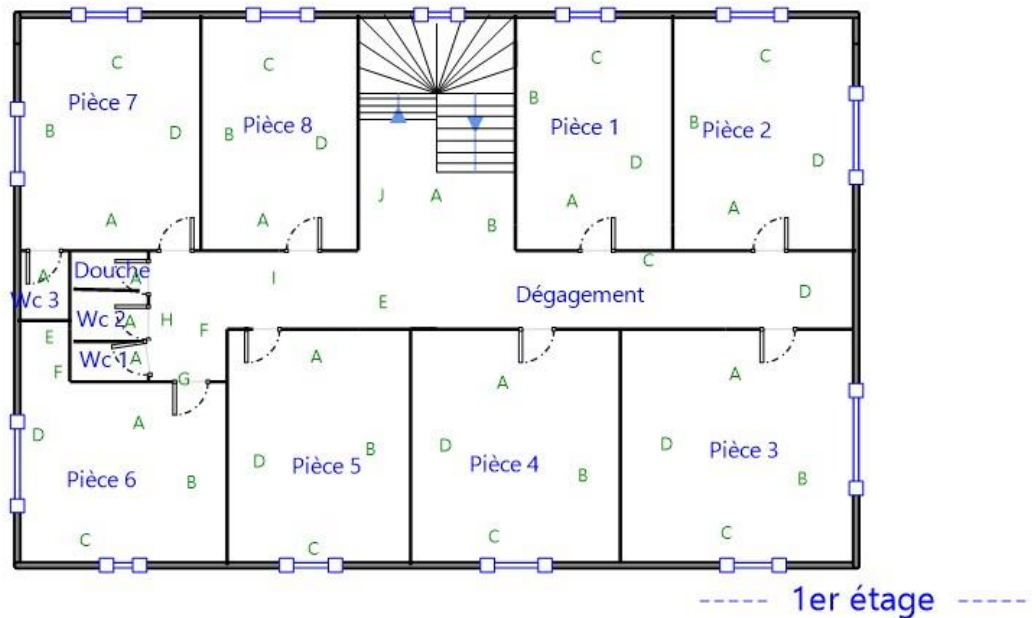 C
C
C
C
Pièce 7
B
D
Pièce 8
B
D
B
Pièce 1
D
B
Pièce 2
D
A
A
J
A
B
A
A
Douche
A
A
Wc 3
I
C
D
E
Dégagement
Wc 2
A
H
F
E
Wc 1
A
F
G
A
A
A
D
A
D
Pièce 6
B
D
Pièce 5
B
D
Pièce 4
B
D
Pièce 3
B
C
C
C
C
1er étage